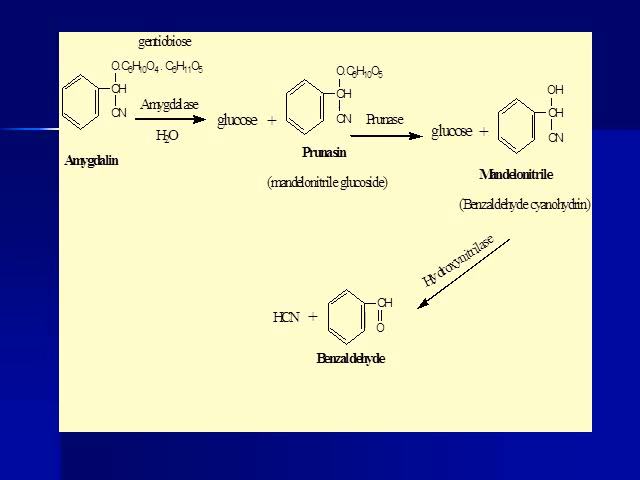 gentiobiose
O.C6H10O4 . C6H11O5
CH
CN
Amygdalase
H2O
Amygdalin
glucose +
O.C6H10O5
CH
CN
Prunasin
(mandelonitrile glucoside)
Prunase
glucose +
OH
CH
CN
Mandelonitrile
(Benzaldehyde cyanohydrin)
Hydroxynitrilase
HCN +
CH
O
Benzaldehyde